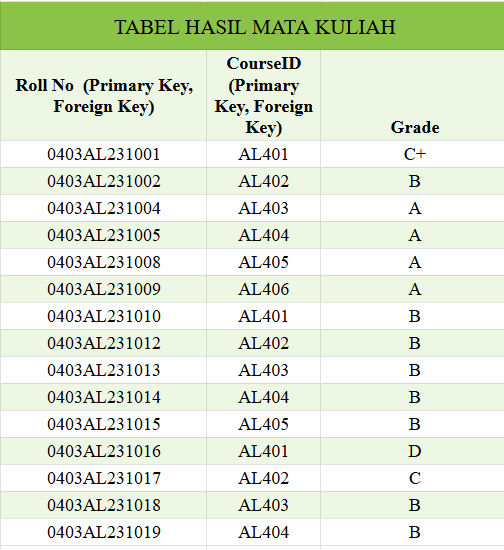 TABEL HASIL MATA KULIAH
Roll No (Primary Key, Foreign Key) CourseID (Primary Key, Foreign Key) Grade
0403AL231001 AL401 C+
0403AL231002 AL402 B
0403AL231004 AL403 A
0403AL231005 AL404 A
0403AL231008 AL405 A
0403AL231009 AL406 A
0403AL231010 AL401 B
0403AL231012 AL402 B
0403AL231013 AL403 B
0403AL231014 AL404 B
0403AL231015 AL405 B
0403AL231016 AL401 D
0403AL231017 AL402 C
0403AL231018 AL403 B
0403AL231019 AL404 B